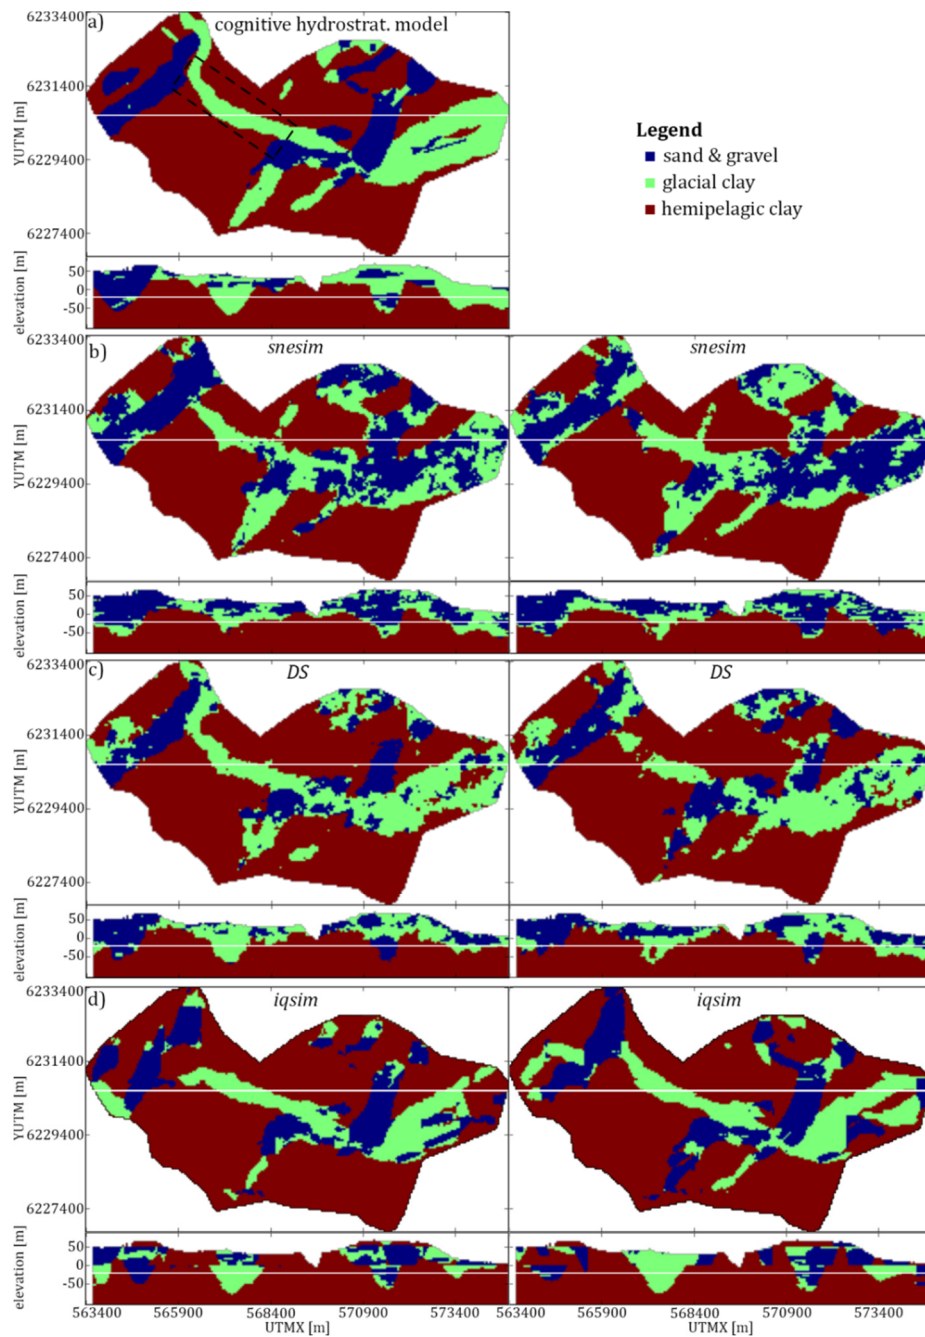 a) cognitive hydrostrat. model
6233400
6231400
6229400
6227400
YUTM [m]
Legend
sand & gravel
glacial clay
hemipelagic clay
50
0
-50
elevation [m]
b) snesim snesim
6233400
6231400
6229400
6227400
YUTM [m]
50
0
-50
elevation [m]
c) DS DS
6233400
6231400
6229400
6227400
YUTM [m]
50
0
-50
elevation [m]
d) iqsim iqsim
6233400
6231400
6229400
6227400
YUTM [m]
50
0
-50
elevation [m]
563400 565900 568400 570900 573400 563400 565900 568400 570900 573400
UTMX [m] UTMX [m]